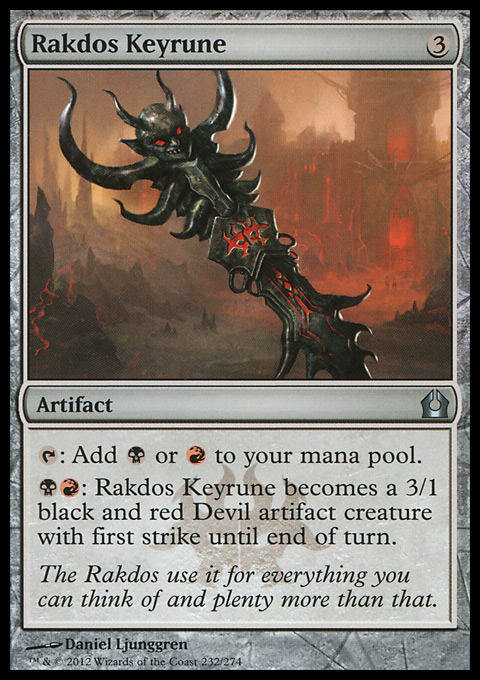 Rakdos Keyrune 3
Artifact
: Add or to your mana pool.
: Rakdos Keyrune becomes a 3/1
black and red Devil artifact creature
with first strike until end of turn.
The Rakdos use it for everything you
can think of and plenty more than that.
Daniel Ljunggren
™ & © 2012 Wizards of the Coast 232/274